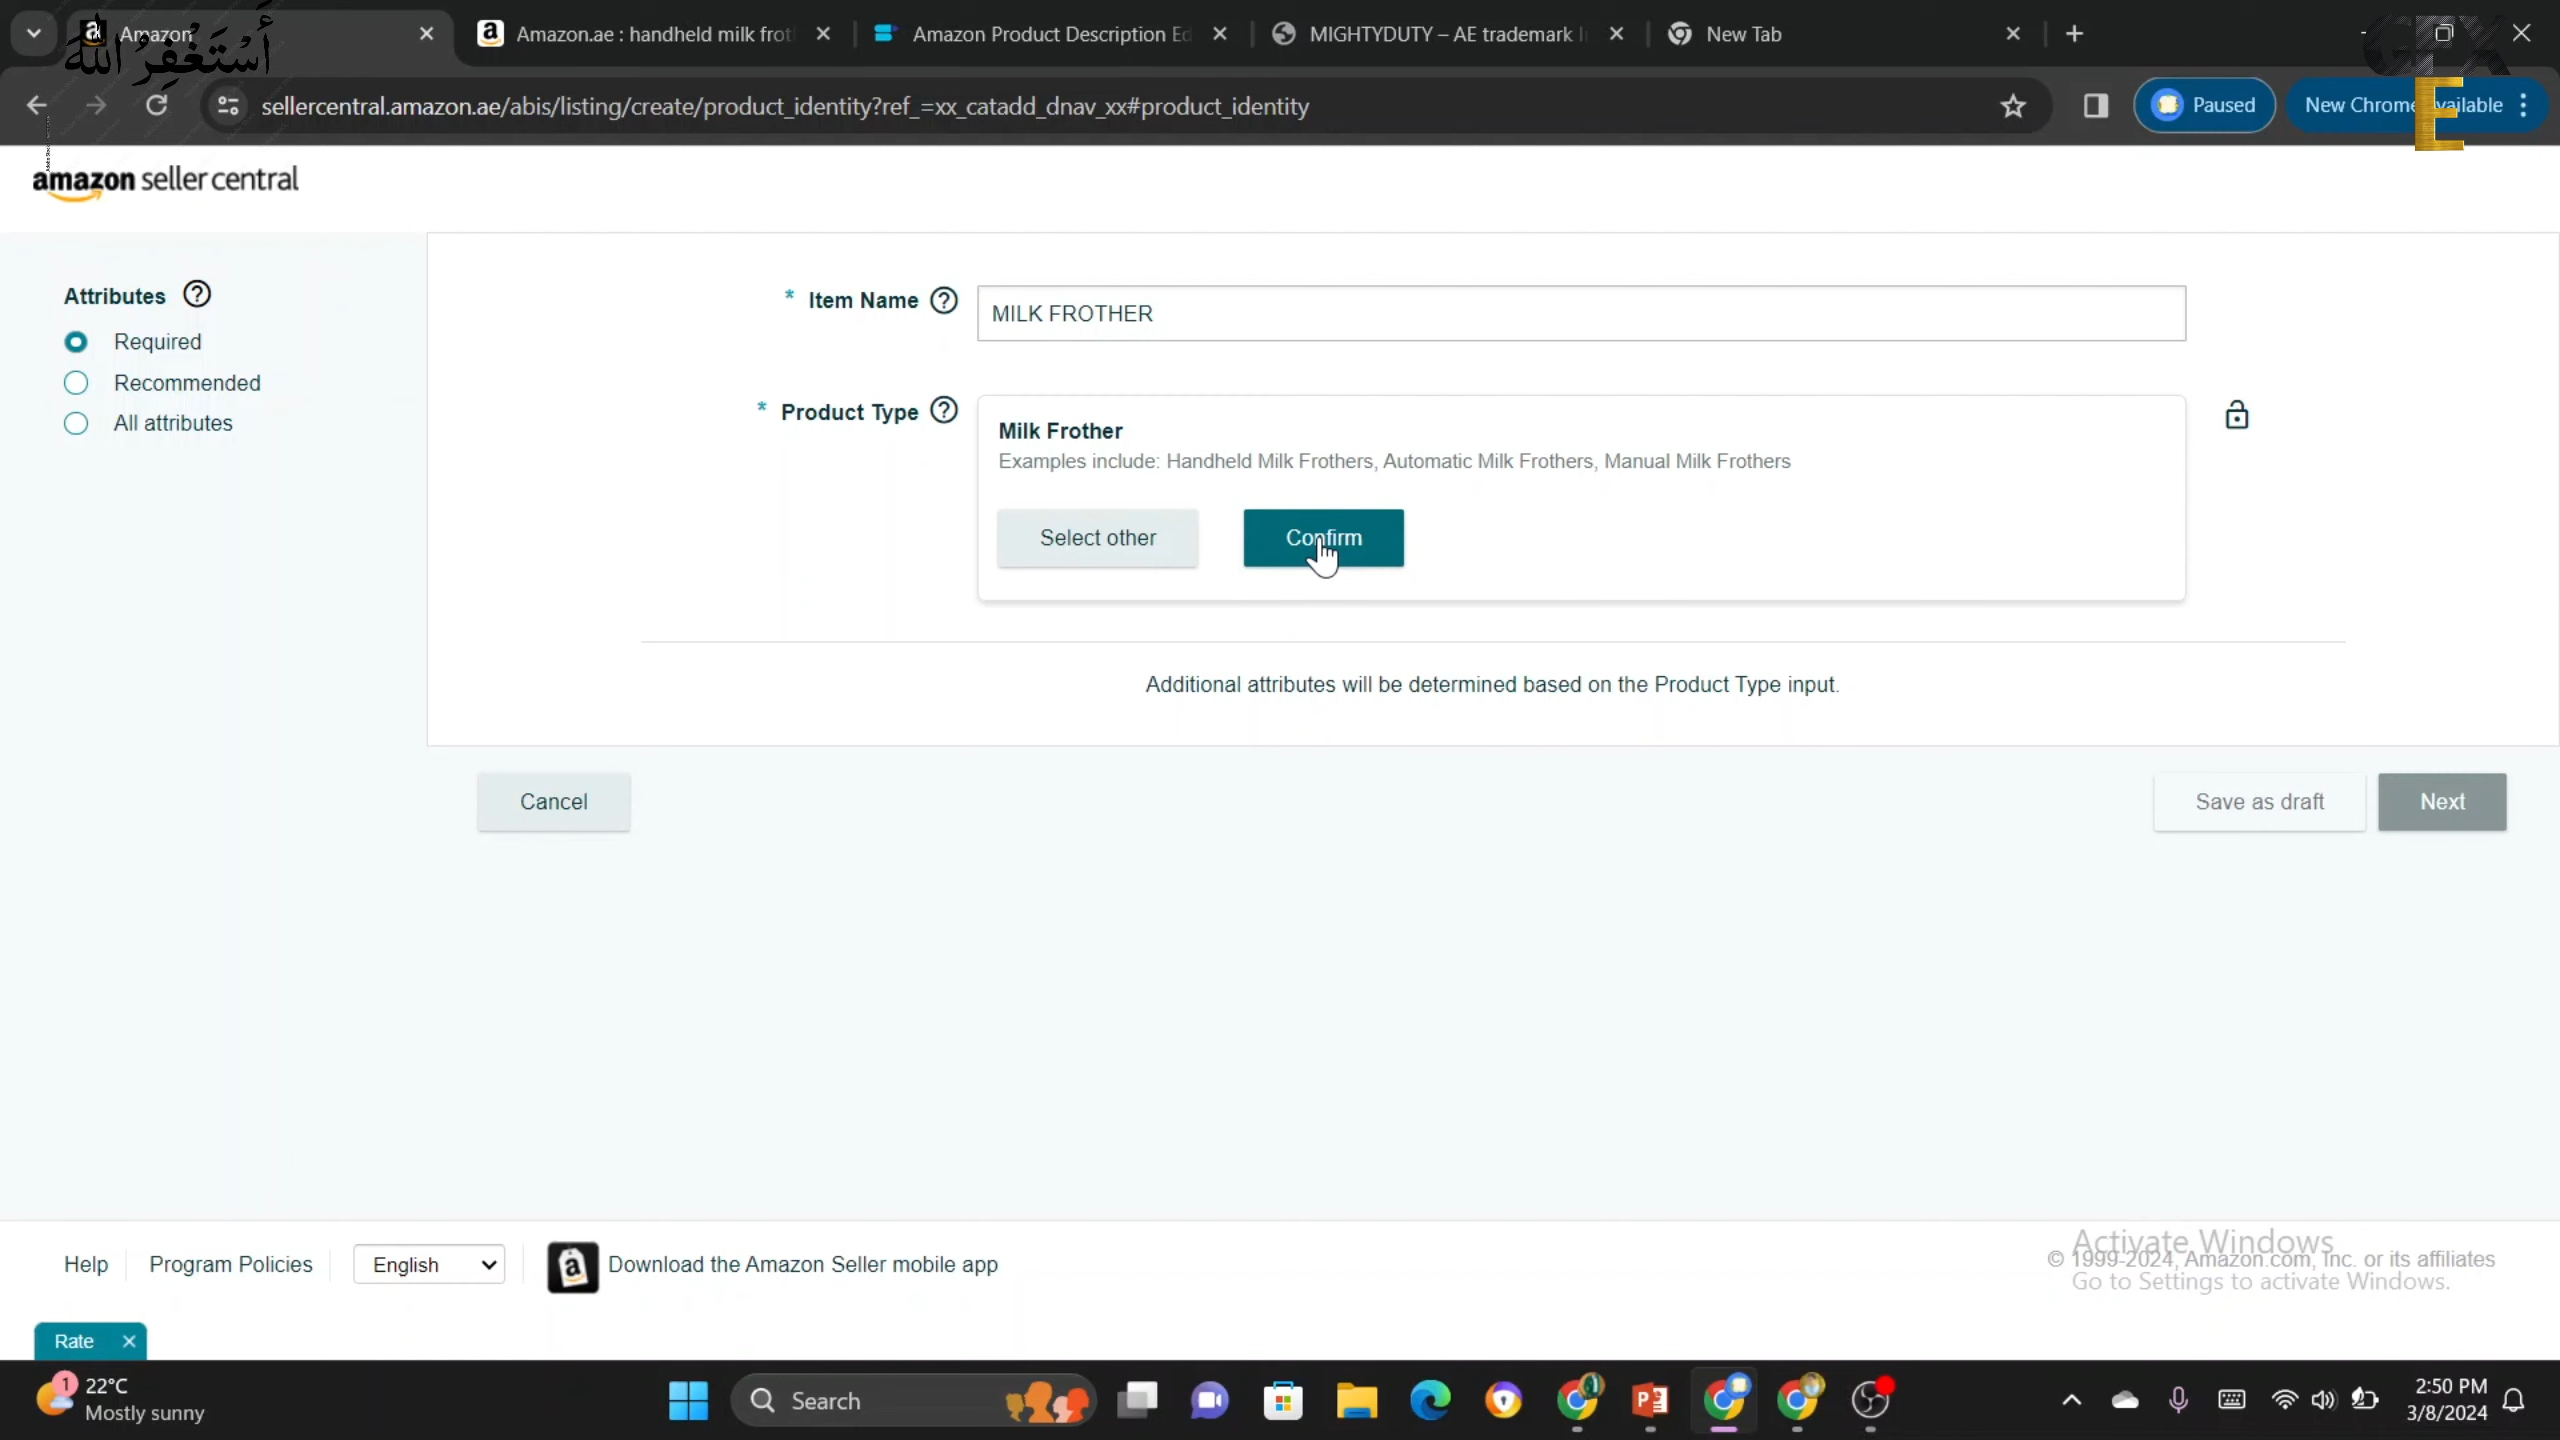 Amazon
Amazon.ae : handheld milk frot
Amazon Product Description Ed
MIGHTYDUTY – AE trademark
New Tab
أَسْتَغْفِرُ اللهَ
sellercentral.amazon.ae/abis/listing/create/product_identity?ref_=xx_catadd_dnav_xx#product_identity
Paused
New Chrome available
E
amazon seller central
Attributes
Required
Recommended
All attributes
* Item Name
MILK FROTHER
* Product Type
Milk Frother
Examples include: Handheld Milk Frothers, Automatic Milk Frothers, Manual Milk Frothers
Select other
Confirm
Additional attributes will be determined based on the Product Type input.
Cancel
Save as draft
Next
Help
Program Policies
English
Download the Amazon Seller mobile app
© 1999-2024, Amazon.com, Inc. or its affiliates
Activate Windows
Go to Settings to activate Windows.
Rate
1
22°C
Mostly sunny
Search
2:50 PM
3/8/2024